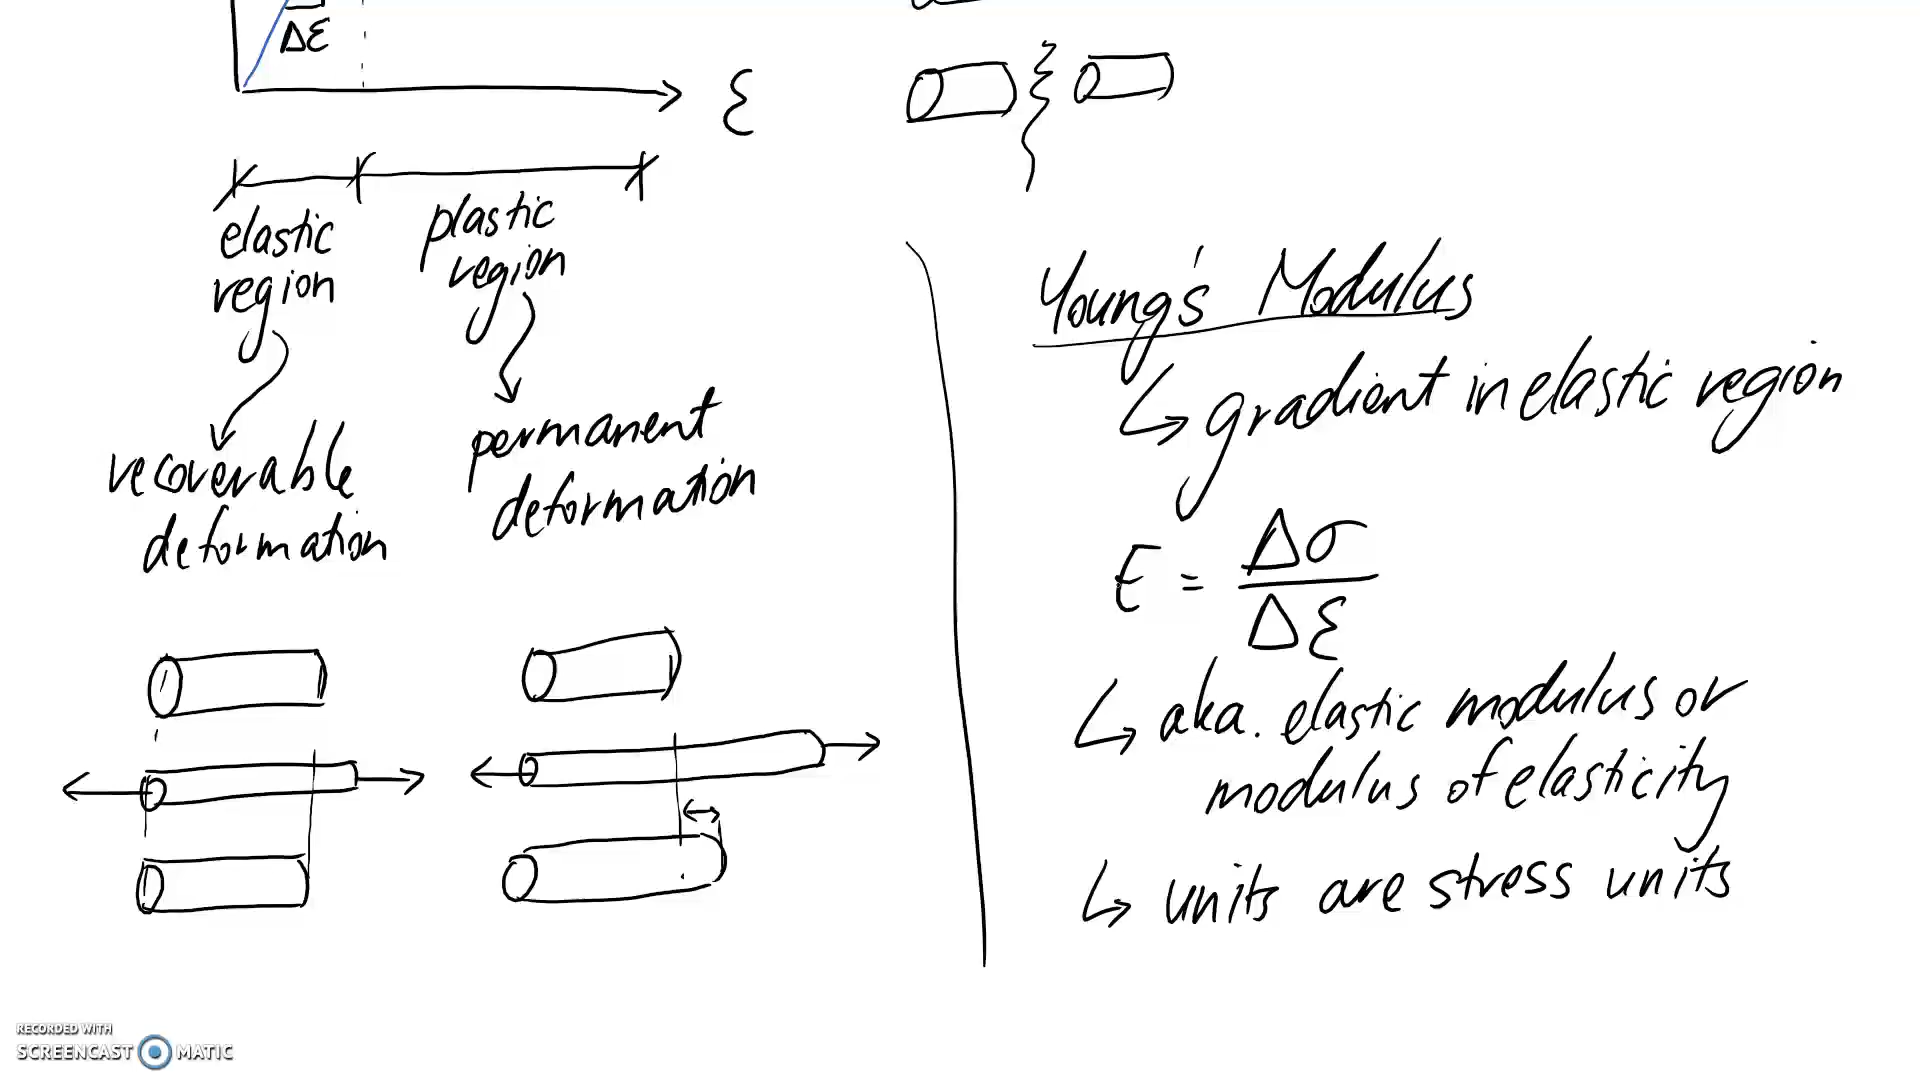 Δε
ε
elastic
region
plastic
region
recoverable
deformation
permanent
deformation
Young's Modulus
↳ gradient in elastic region
E = Δσ
Δε
↳ aka. elastic modulus or
modulus of elasticity
↳ units are stress units
RECORDED WITH
SCREENCAST MATIC